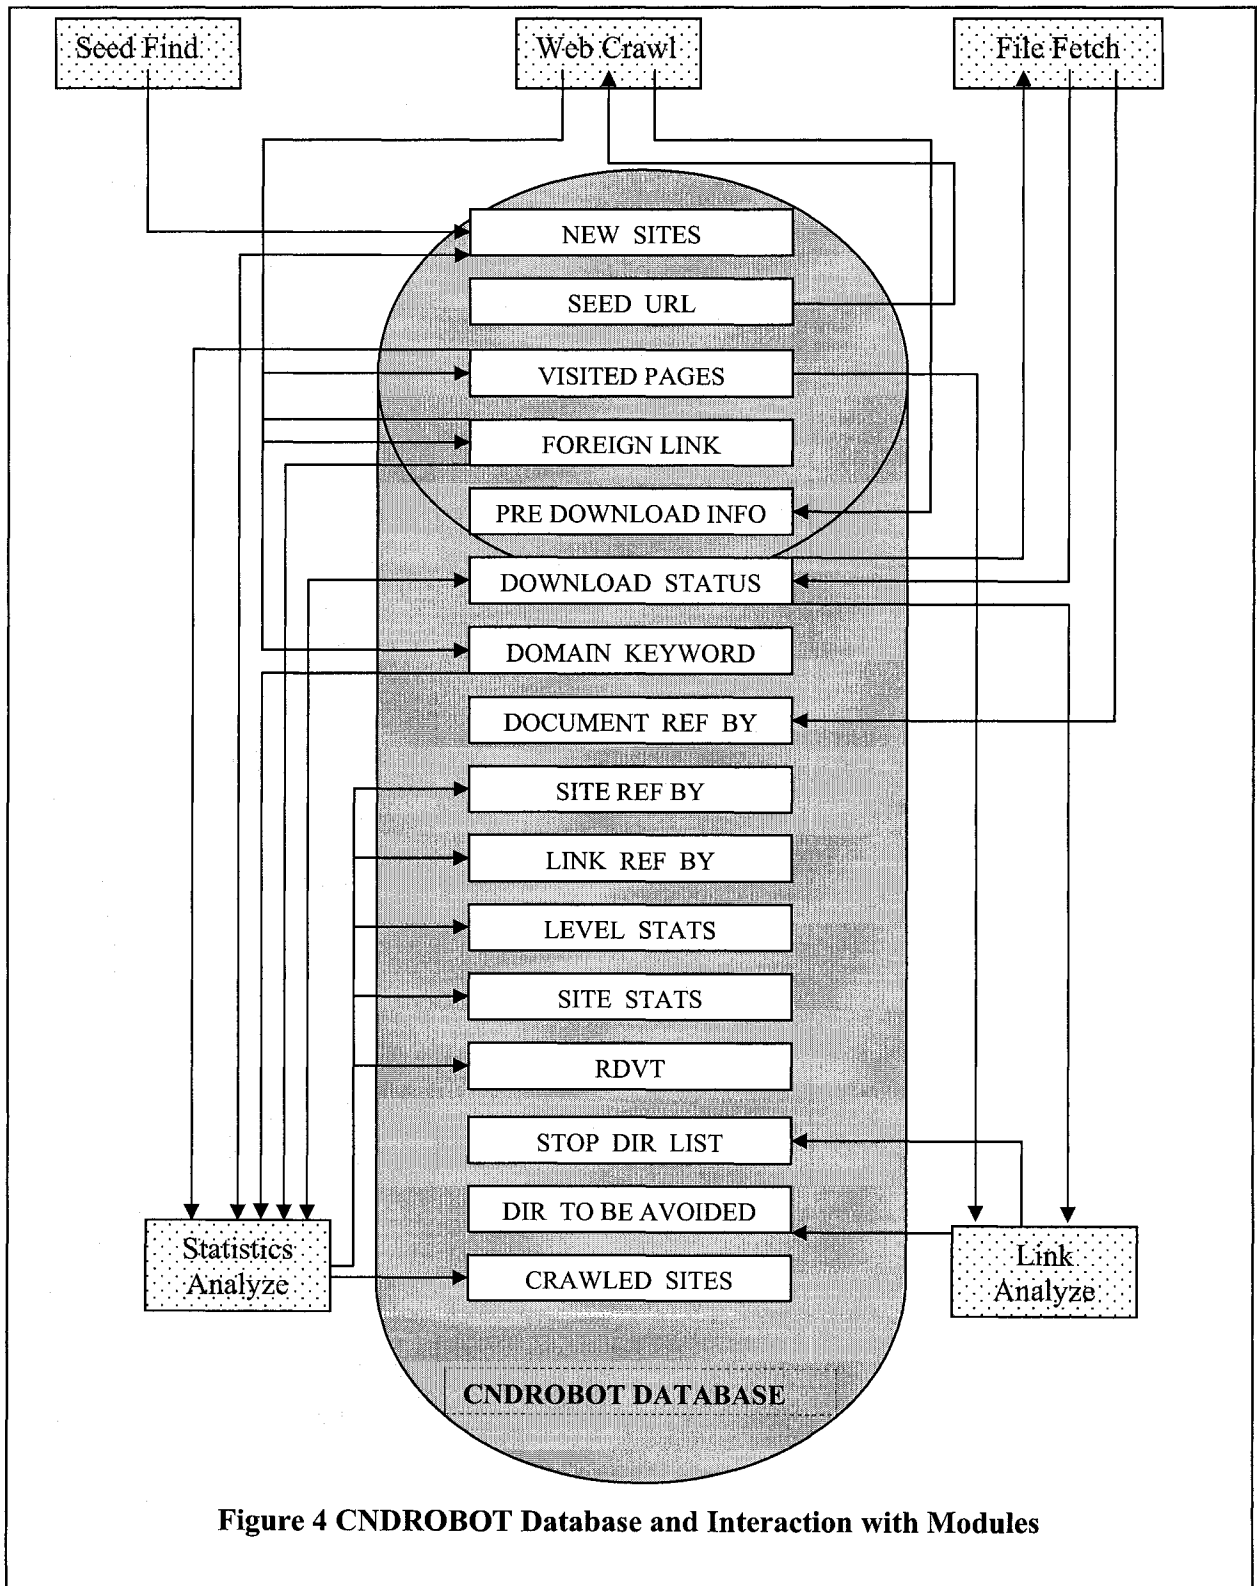 Seed Find
Web Crawl
File Fetch
NEW SITES
SEED URL
VISITED PAGES
FOREIGN LINK
PRE DOWNLOAD INFO
DOWNLOAD STATUS
DOMAIN KEYWORD
DOCUMENT REF BY
SITE REF BY
LINK REF BY
LEVEL STATS
SITE STATS
RDVT
STOP DIR LIST
DIR TO BE AVOIDED
CRAWLED SITES
Statistics
Analyze
Link
Analyze
CNDROBOT DATABASE
Figure 4 CNDROBOT Database and Interaction with Modules